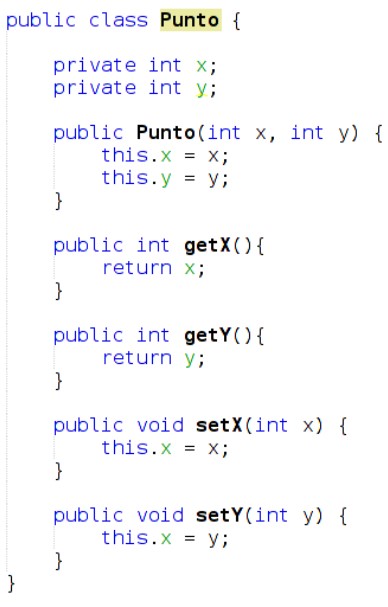 public class Punto {
private int x;
private int y;
public Punto(int x, int y) {
this.x = x;
this.y = y;
}
public int getX(){
return x;
}
public int getY(){
return y;
}
public void setX(int x) {
this.x = x;
}
public void setY(int y) {
this.x = y;
}
}